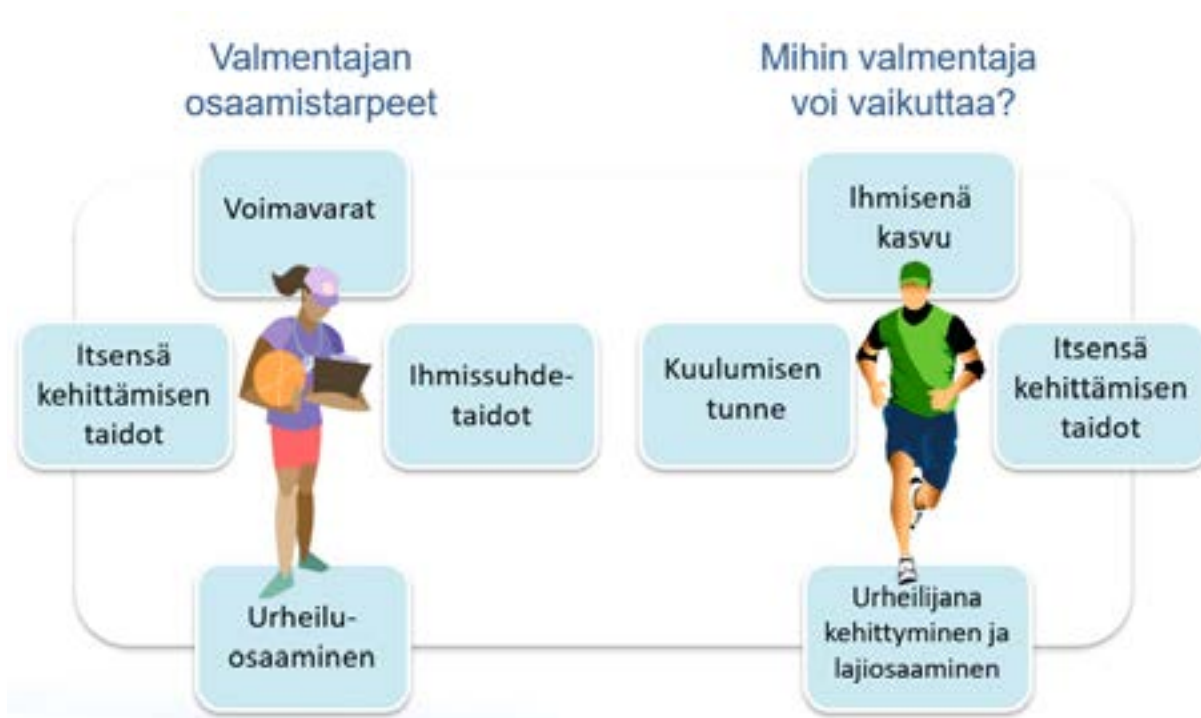 Valmentajan
osaamistarpeet
Voimavarat
Itsensä
kehittämisen
taidot
Ihmissuhde-
taidot
Urheilu-
osaaminen
Mihin valmentaja
voi vaikuttaa?
Ihmisenä
kasvu
Kuulumisen
tunne
Itsensä
kehittämisen
taidot
Urheilijana
kehittyminen ja
lajiosaaminen